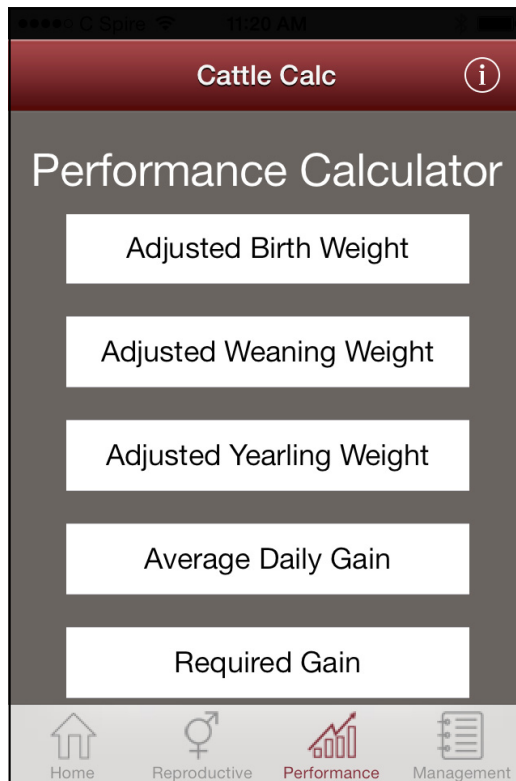 C Spire 11:20 AM
Cattle Calc
i
Performance Calculator
Adjusted Birth Weight
Adjusted Weaning Weight
Adjusted Yearling Weight
Average Daily Gain
Required Gain
Home Reproductive Performance Management